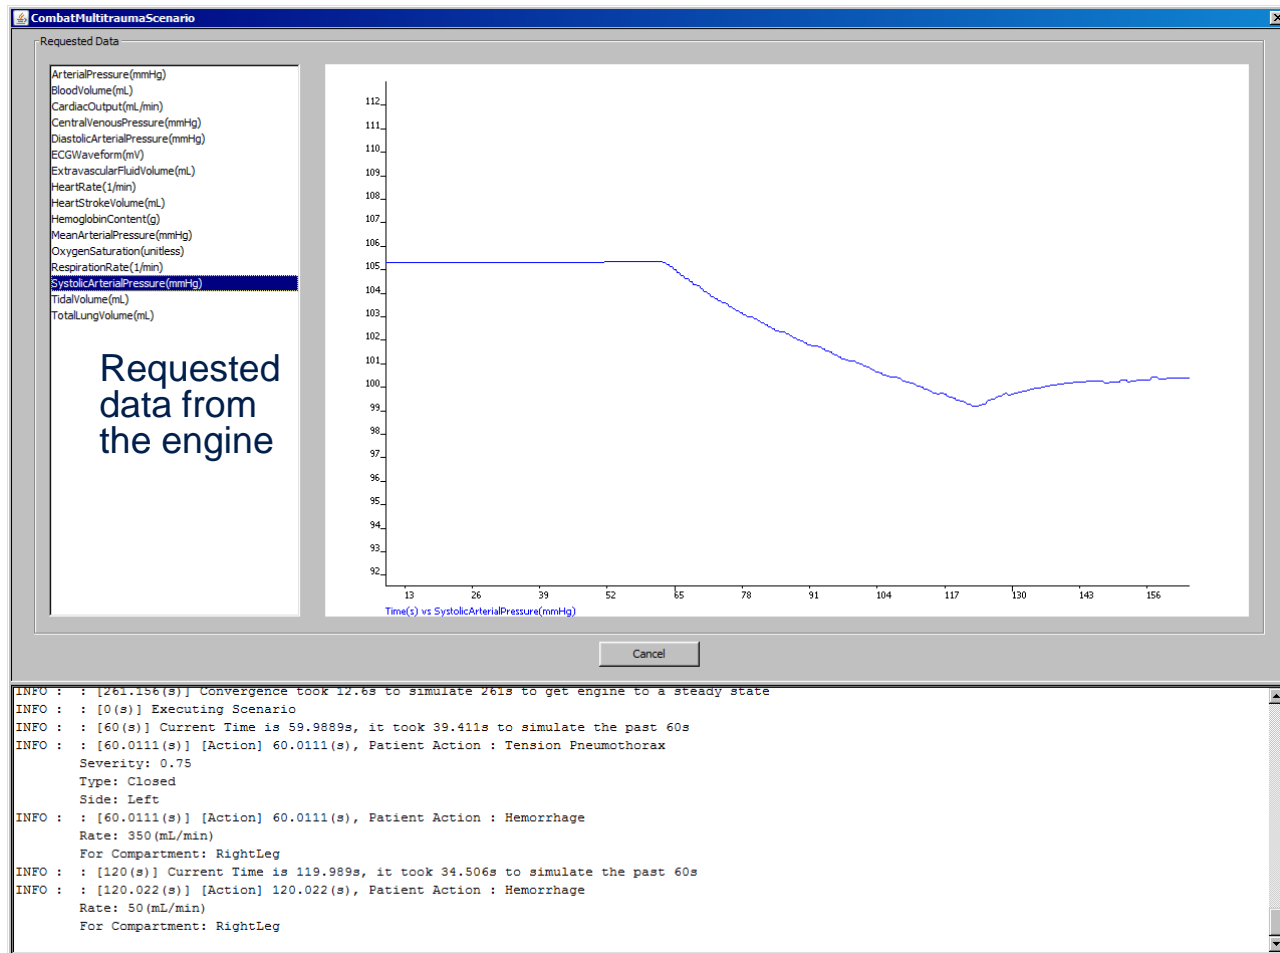 CombatMultitraumaScenario
Requested Data
ArterialPressure(mmHg)
BloodVolume(mL)
CardiacOutput(mL/min)
CentralVenousPressure(mmHg)
DiastolicArterialPressure(mmHg)
ECGWaveform(mV)
ExtravascularFluidVolume(mL)
HeartRate(1/min)
HeartStrokeVolume(mL)
HemoglobinContent(g)
MeanArterialPressure(mmHg)
OxygenSaturation(unitless)
RespirationRate(1/min)
SystolicArterialPressure(mmHg)
TidalVolume(mL)
TotalLungVolume(mL)
Requested
data from
the engine
112
111
110
109
108
107
106
105
104
103
102
101
100
99
98
97
96
95
94
93
92
13 26 39 52 65 78 91 104 117 130 143 156
Time(s) vs SystolicArterialPressure(mmHg)
Cancel
INFO :  : [261.156(s)] Convergence took 12.6s to simulate 261s to get engine to a steady state
INFO :  : [0(s)] Executing Scenario
INFO :  : [60(s)] Current Time is 59.9889s, it took 39.411s to simulate the past 60s
INFO :  : [60.0111(s)] [Action] 60.0111(s), Patient Action : Tension Pneumothorax
Severity: 0.75
Type: Closed
Side: Left
INFO :  : [60.0111(s)] [Action] 60.0111(s), Patient Action : Hemorrhage
Rate: 350(mL/min)
For Compartment: RightLeg
INFO :  : [120(s)] Current Time is 119.989s, it took 34.506s to simulate the past 60s
INFO :  : [120.022(s)] [Action] 120.022(s), Patient Action : Hemorrhage
Rate: 50(mL/min)
For Compartment: RightLeg